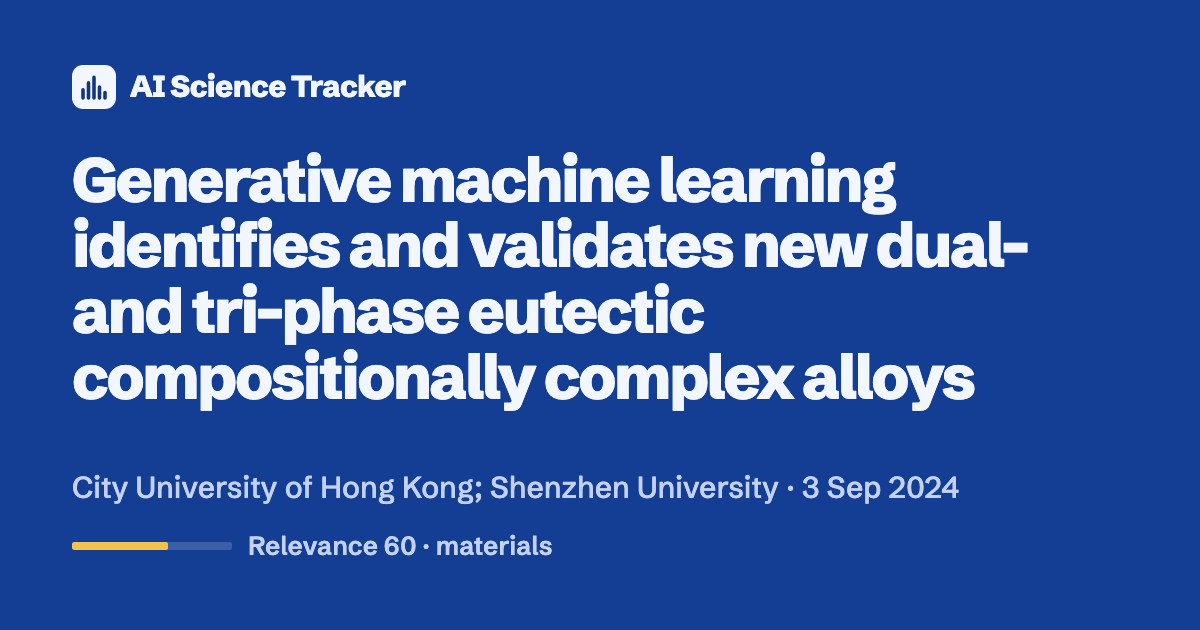 AI Science Tracker
Generative machine learning
identifies and validates new dual-
and tri-phase eutectic
compositionally complex alloys
City University of Hong Kong; Shenzhen University · 3 Sep 2024
Relevance 60 · materials